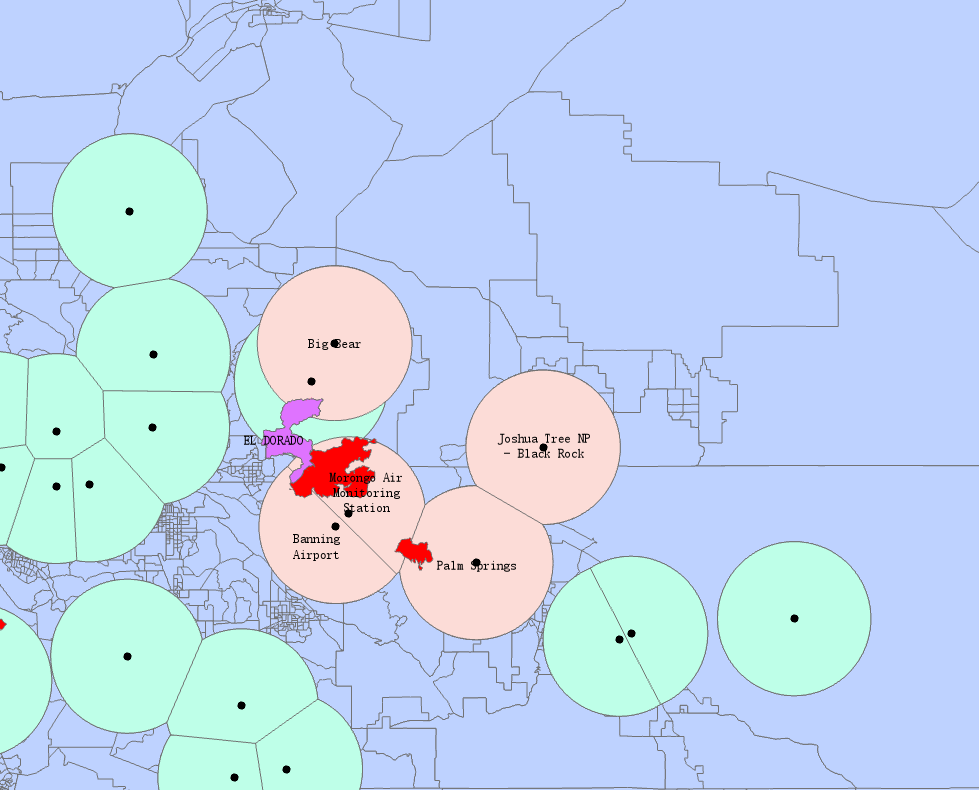 Big Bear
EL DORADO
Joshua Tree NP
- Black Rock
Morongo Air
Monitoring
Station
Banning
Airport
Palm Springs